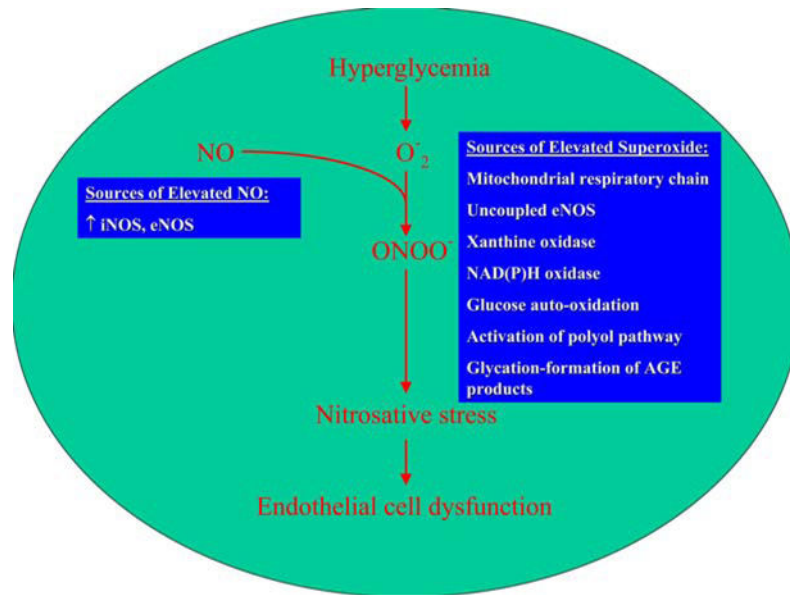 Hyperglycemia
NO
O⁻₂
Sources of Elevated NO:
↑ iNOS, eNOS
ONOO⁻
Sources of Elevated Superoxide:
Mitochondrial respiratory chain
Uncoupled eNOS
Xanthine oxidase
NAD(P)H oxidase
Glucose auto-oxidation
Activation of polyol pathway
Glycation-formation of AGE
products
Nitrosative stress
Endothelial cell dysfunction